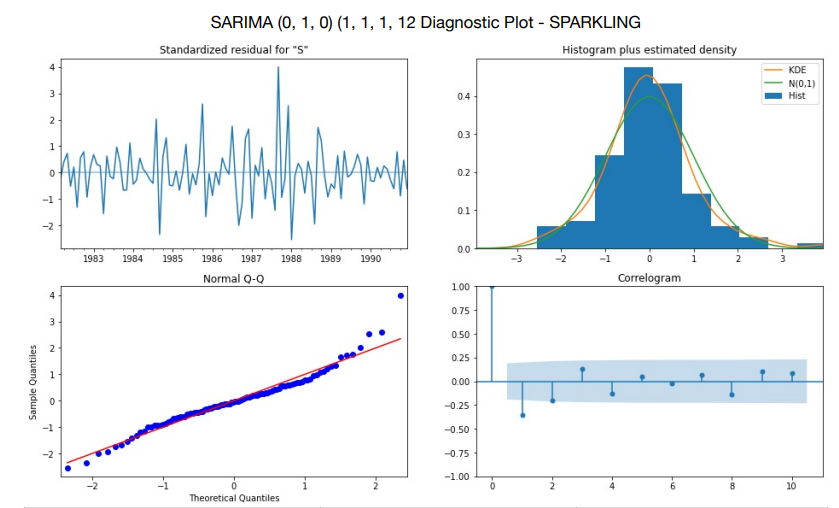 SARIMA (0, 1, 0) (1, 1, 1, 12 Diagnostic Plot - SPARKLING
Standardized residual for "S"
4
3
2
1
0
−1
−2
1983 1984 1985 1986 1987 1988 1989 1990
Histogram plus estimated density
KDE
N(0,1)
Hist
0.4
0.3
0.2
0.1
0.0
−3 −2 −1 0 1 2 3
Normal Q-Q
Sample Quantiles
4
3
2
1
0
−1
−2
−2 −1 0 1 2
Theoretical Quantiles
Correlogram
1.00
0.75
0.50
0.25
0.00
−0.25
−0.50
−0.75
−1.00
0 2 4 6 8 10